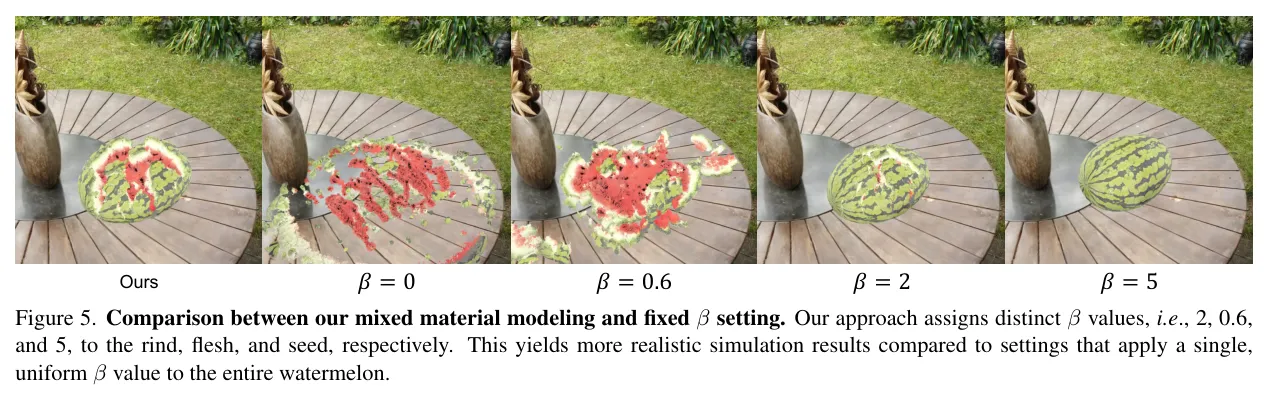 Ours
β = 0
β = 0.6
β = 2
β = 5
Figure 5. Comparison between our mixed material modeling and fixed β setting. Our approach assigns distinct β values, i.e., 2, 0.6,
and 5, to the rind, flesh, and seed, respectively. This yields more realistic simulation results compared to settings that apply a single,
uniform β value to the entire watermelon.